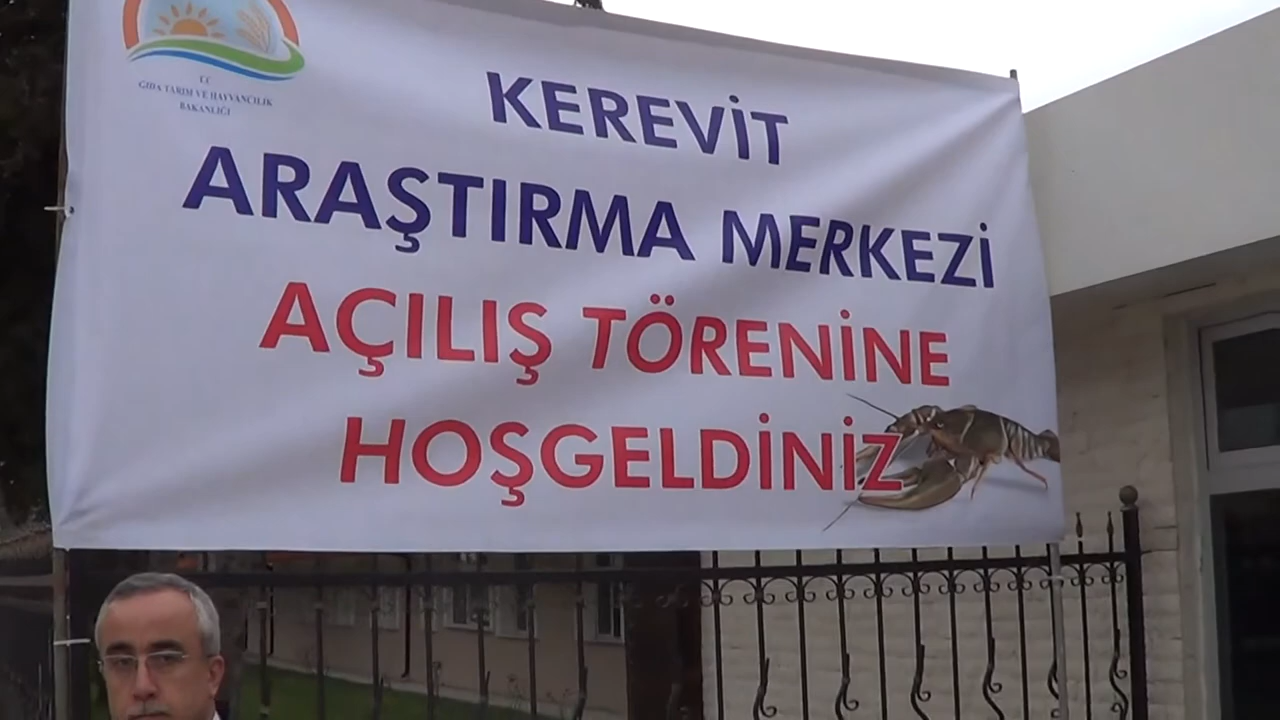 T.C.
GIDA TARIM VE HAYVANCILIK
BAKANLIĞI
KEREVİT
ARAŞTIRMA MERKEZİ
AÇILIŞ TÖRENİNE
HOŞGELDİNİZ